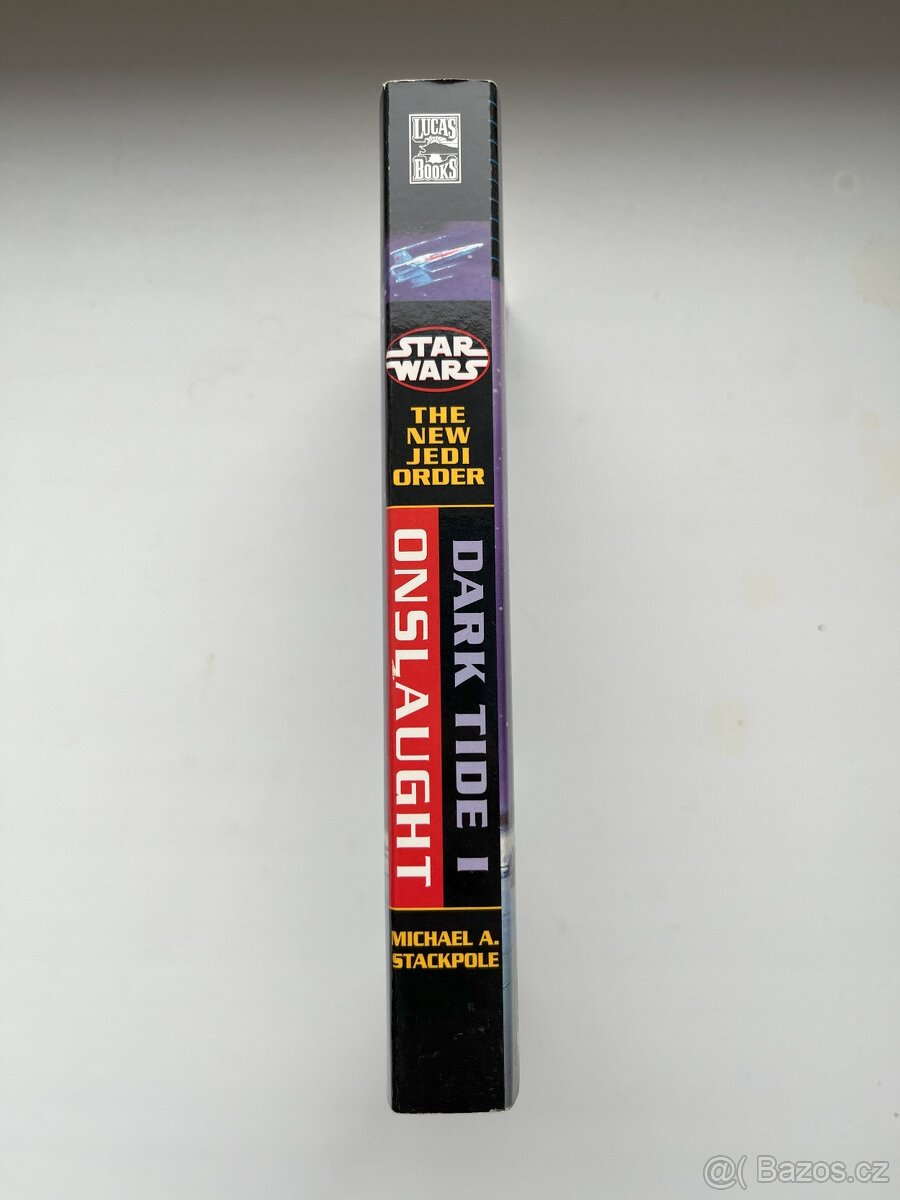 LUCAS
BOOKS
STAR
WARS
THE
NEW
JEDI
ORDER
DARK TIDE I
ONSLAUGHT
MICHAEL A.
STACKPOLE
@( Bazos.cz